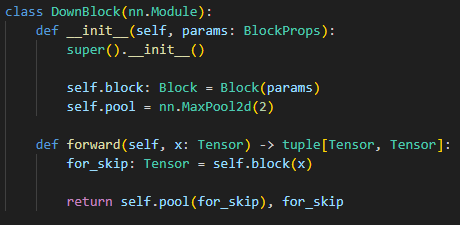 class DownBlock(nn.Module):
    def __init__(self, params: BlockProps):
        super().__init__()

        self.block: Block = Block(params)
        self.pool = nn.MaxPool2d(2)

    def forward(self, x: Tensor) -> tuple[Tensor, Tensor]:
        for_skip: Tensor = self.block(x)

        return self.pool(for_skip), for_skip